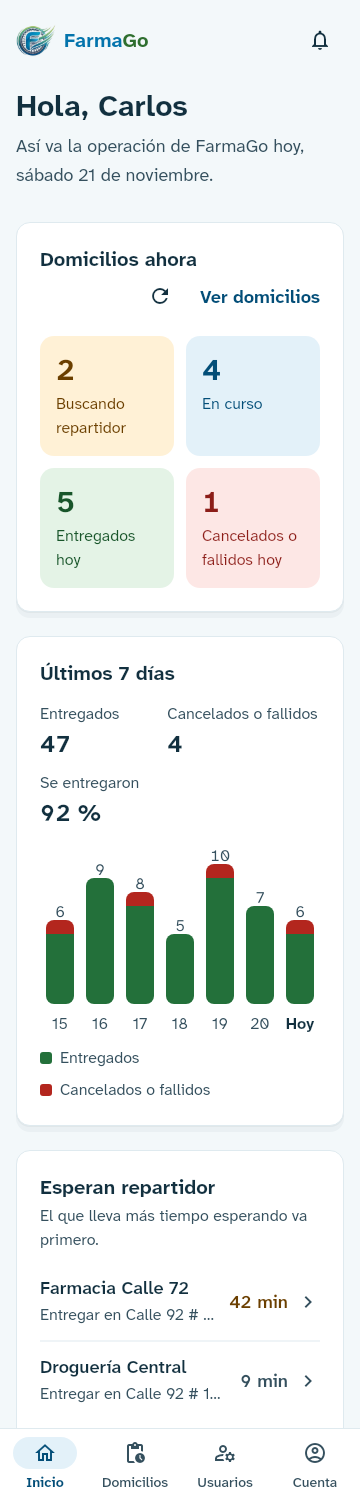 FarmaGo
Hola, Carlos
Así va la operación de FarmaGo hoy,
sábado 21 de noviembre.
Domicilios ahora
Ver domicilios
2
Buscando
repartidor
4
En curso
5
Entregados
hoy
1
Cancelados o
fallidos hoy
Últimos 7 días
Entregados
47
Cancelados o fallidos
4
Se entregaron
92 %
6
9
8
5
10
7
6
15
16
17
18
19
20
Hoy
Entregados
Cancelados o fallidos
Esperan repartidor
El que lleva más tiempo esperando va
primero.
Farmacia Calle 72
Entregar en Calle 92 # ...
42 min
Droguería Central
Entregar en Calle 92 # 1...
9 min
Inicio
Domicilios
Usuarios
Cuenta